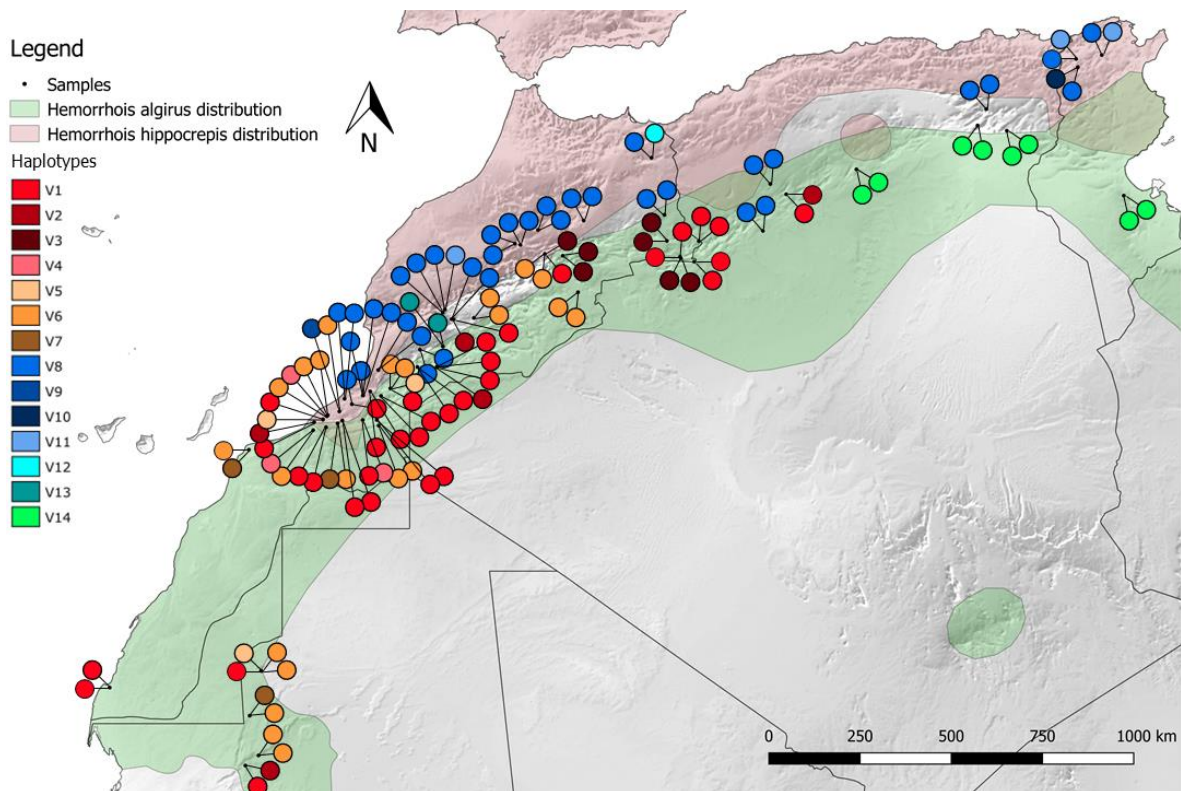 Legend
Samples
Hemorrhois algirus distribution
Hemorrhois hippocrepis distribution
Haplotypes
V1
V2
V3
V4
V5
V6
V7
V8
V9
V10
V11
V12
V13
V14
N
0 250 500 750 1000 km